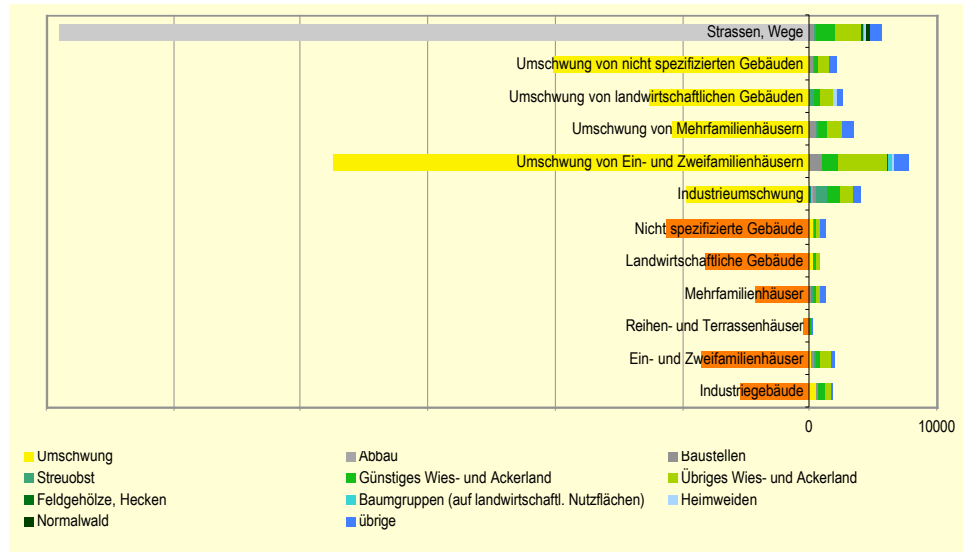 Strassen, Wege
Umschwung von nicht spezifizierten Gebäuden
Umschwung von landwirtschaftlichen Gebäuden
Umschwung von Mehrfamilienhäusern
Umschwung von Ein- und Zweifamilienhäusern
Industrieumschwung
Nicht spezifizierte Gebäude
Landwirtschaftliche Gebäude
Mehrfamilienhäuser
Reihen- und Terrassenhäuser
Ein- und Zweifamilienhäuser
Industriegebäude
0 10000
Umschwung Abbau Baustellen
Streuobst Günstiges Wies- und Ackerland Übriges Wies- und Ackerland
Feldgehölze, Hecken Baumgruppen (auf landwirtschaftl. Nutzflächen) Heimweiden
Normalwald übrige